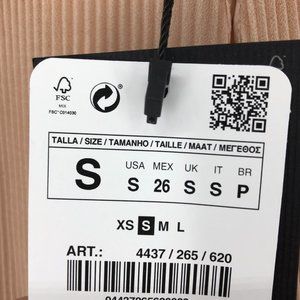 FSC
MIX
FSC® C014030
TALLA / SIZE / TAMANHO / TAILLE / MAAT / ΜΕΓΕΘΟΣ
S
USA MEX UK IT BR
S 26 S S P
XS S M L
ART.: 4437 / 265 / 620